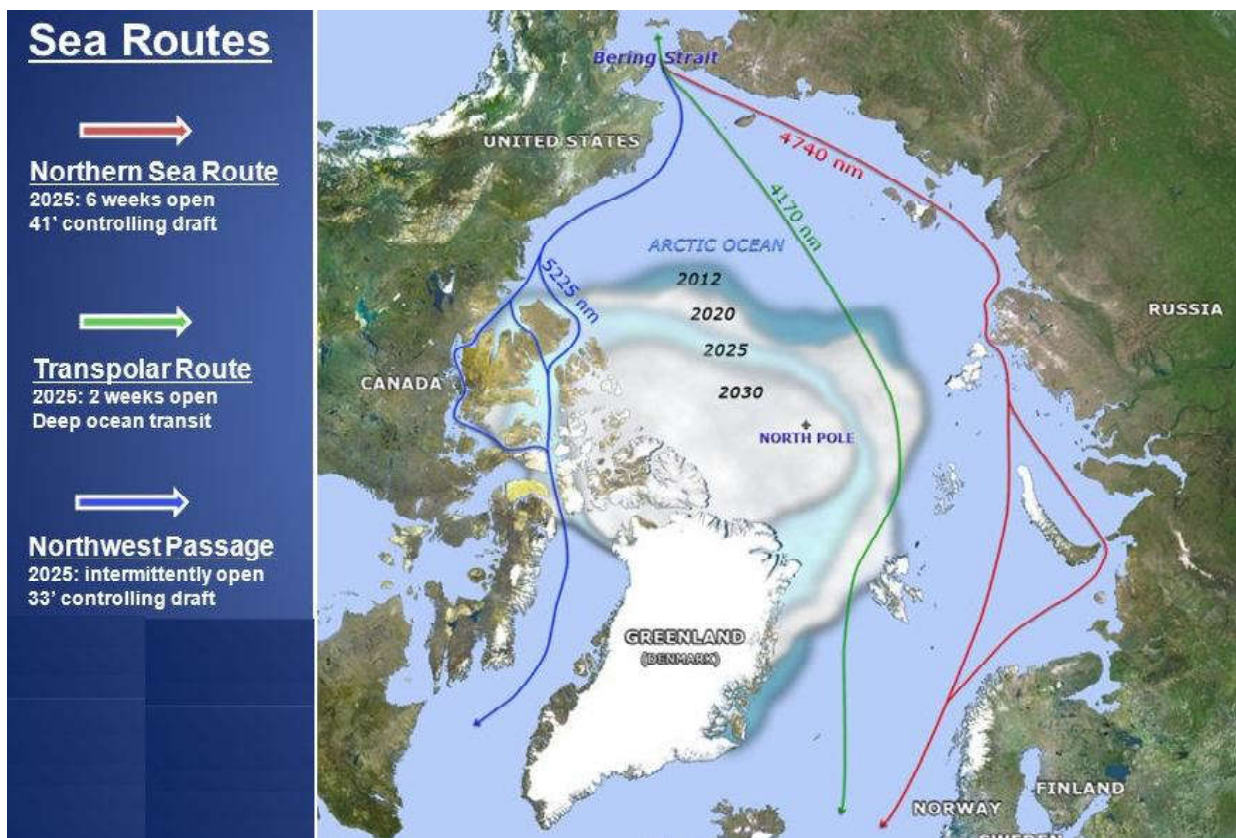 Sea Routes
Northern Sea Route
2025: 6 weeks open
41' controlling draft
Transpolar Route
2025: 2 weeks open
Deep ocean transit
Northwest Passage
2025: intermittently open
33’ controlling draft
Bering Strait
UNITED STATES
4740 nm
4170 nm
ARCTIC OCEAN
5225 nm
2012
2020
RUSSIA
2025
CANADA
2030
NORTH POLE
GREENLAND
(DENMARK)
FINLAND
NORWAY
SWEDEN